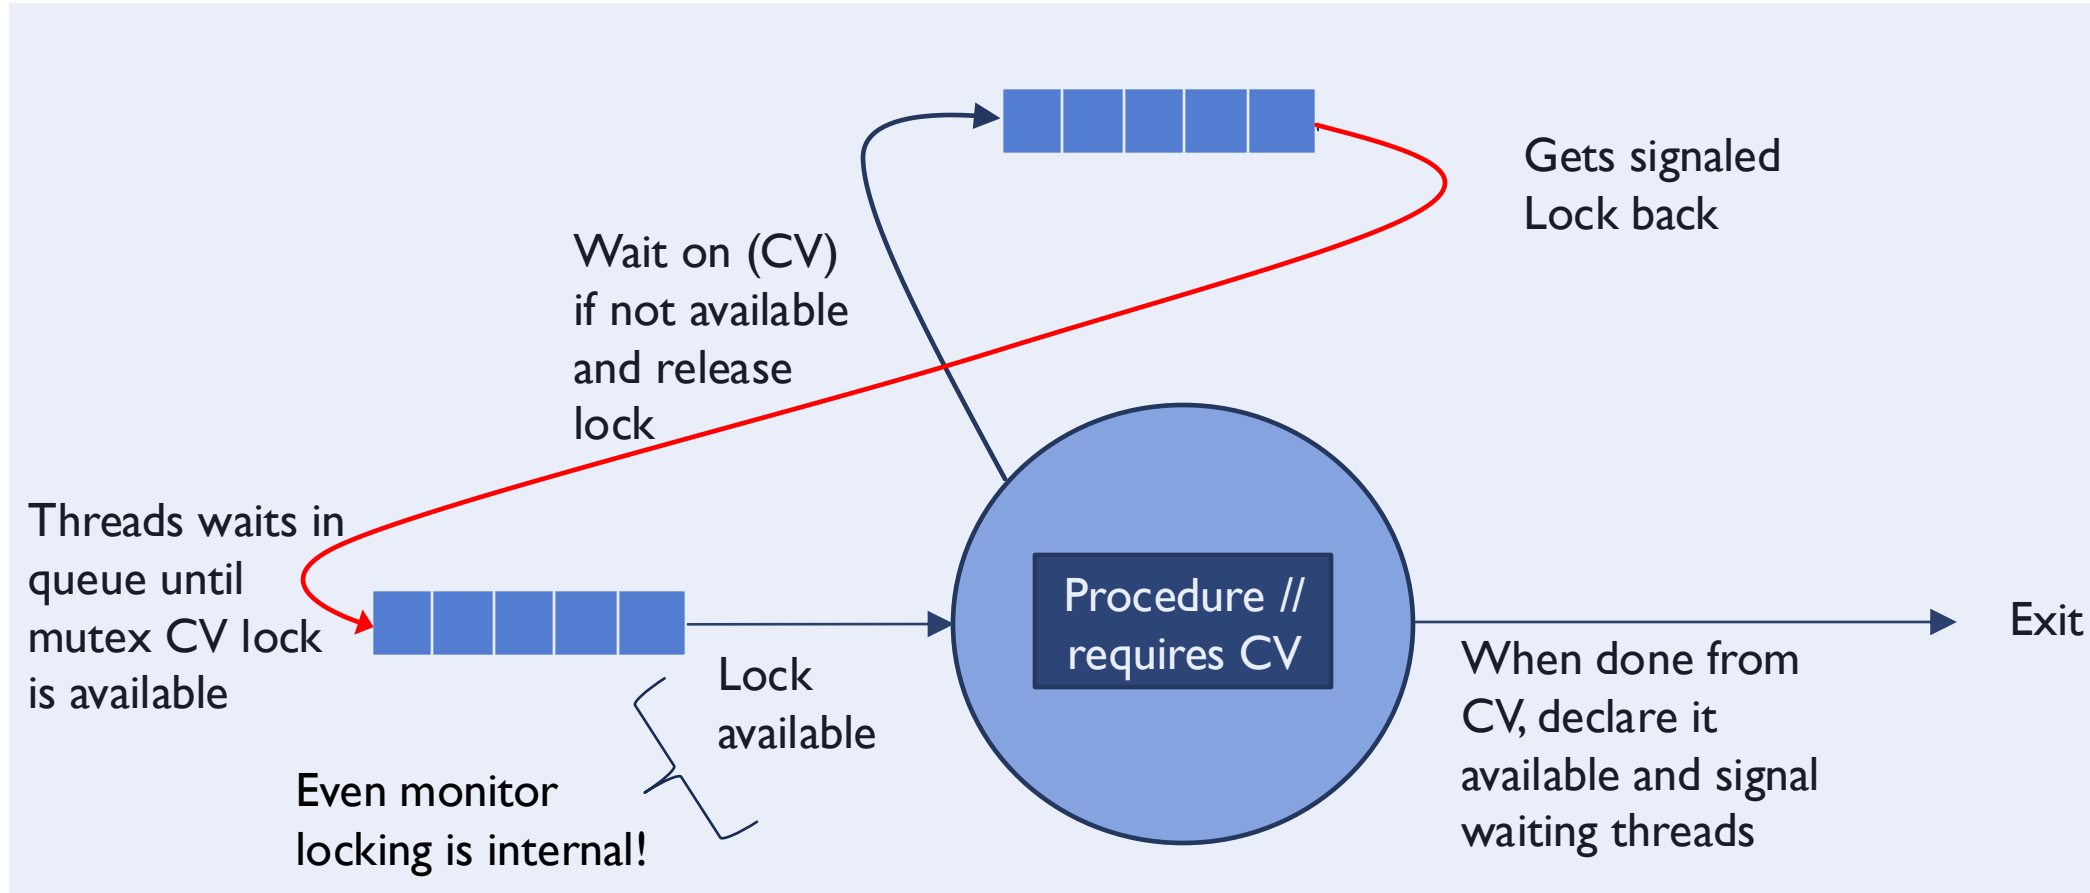 Gets signaled
Lock back
Wait on (CV)
if not available
and release
lock
Threads waits in
queue until
mutex CV lock
is available
Lock
available
Even monitor
locking is internal!
Procedure //
requires CV
When done from
CV, declare it
available and signal
waiting threads
Exit